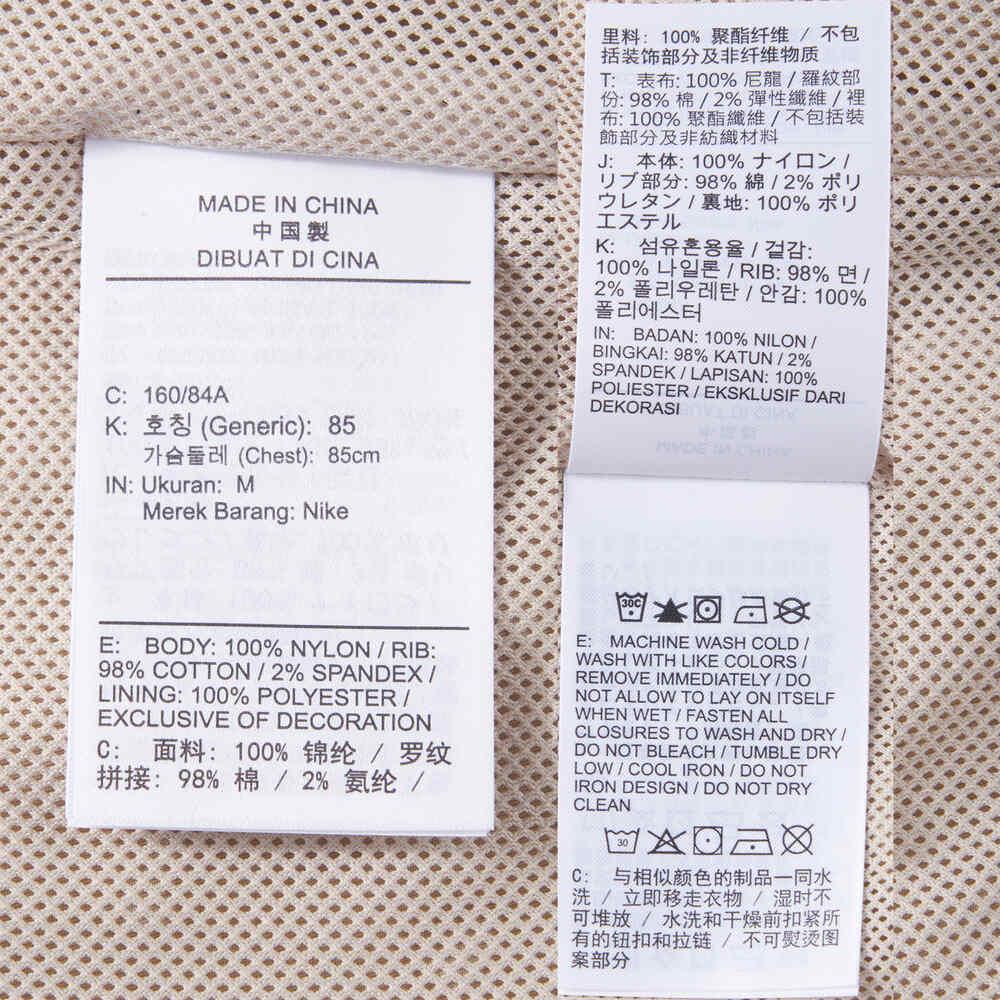 MADE IN CHINA
中国製
DIBUAT DI CINA
C: 160/84A
K: 호칭 (Generic): 85
가슴둘레 (Chest): 85cm
IN: Ukuran: M
Merek Barang: Nike
E: BODY: 100% NYLON / RIB:
98% COTTON / 2% SPANDEX /
LINING: 100% POLYESTER /
EXCLUSIVE OF DECORATION
C: 面料: 100% 锦纶 / 罗纹
拼接: 98% 棉 / 2% 氨纶 /
里料: 100% 聚酯纤维 / 不包
括装饰部分及非纤维物质
T: 表布: 100% 尼龍 / 羅紋部
份: 98% 棉 / 2% 彈性纖維 / 裡
布: 100% 聚酯纖維 / 不包括裝
飾部分及非紡織材料
J: 本体: 100% ナイロン /
リブ部分: 98% 綿 / 2% ポリ
ウレタン / 裏地: 100% ポリ
エステル
K: 섬유혼용율 / 겉감:
100% 나일론 / RIB: 98% 면 /
2% 폴리우레탄 / 안감: 100%
폴리에스터
IN: BADAN: 100% NILON /
BINGKAI: 98% KATUN / 2%
SPANDEK / LAPISAN: 100%
POLIESTER / EKSKLUSIF DARI
DEKORASI
30C
E: MACHINE WASH COLD /
WASH WITH LIKE COLORS /
REMOVE IMMEDIATELY / DO
NOT ALLOW TO LAY ON ITSELF
WHEN WET / FASTEN ALL
CLOSURES TO WASH AND DRY /
DO NOT BLEACH / TUMBLE DRY
LOW / COOL IRON / DO NOT
IRON DESIGN / DO NOT DRY
CLEAN
30
C: 与相似颜色的制品一同水
洗 / 立即移走衣物 / 湿时不
可堆放 / 水洗和干燥前扣紧所
有的钮扣和拉链 / 不可熨烫图
案部分